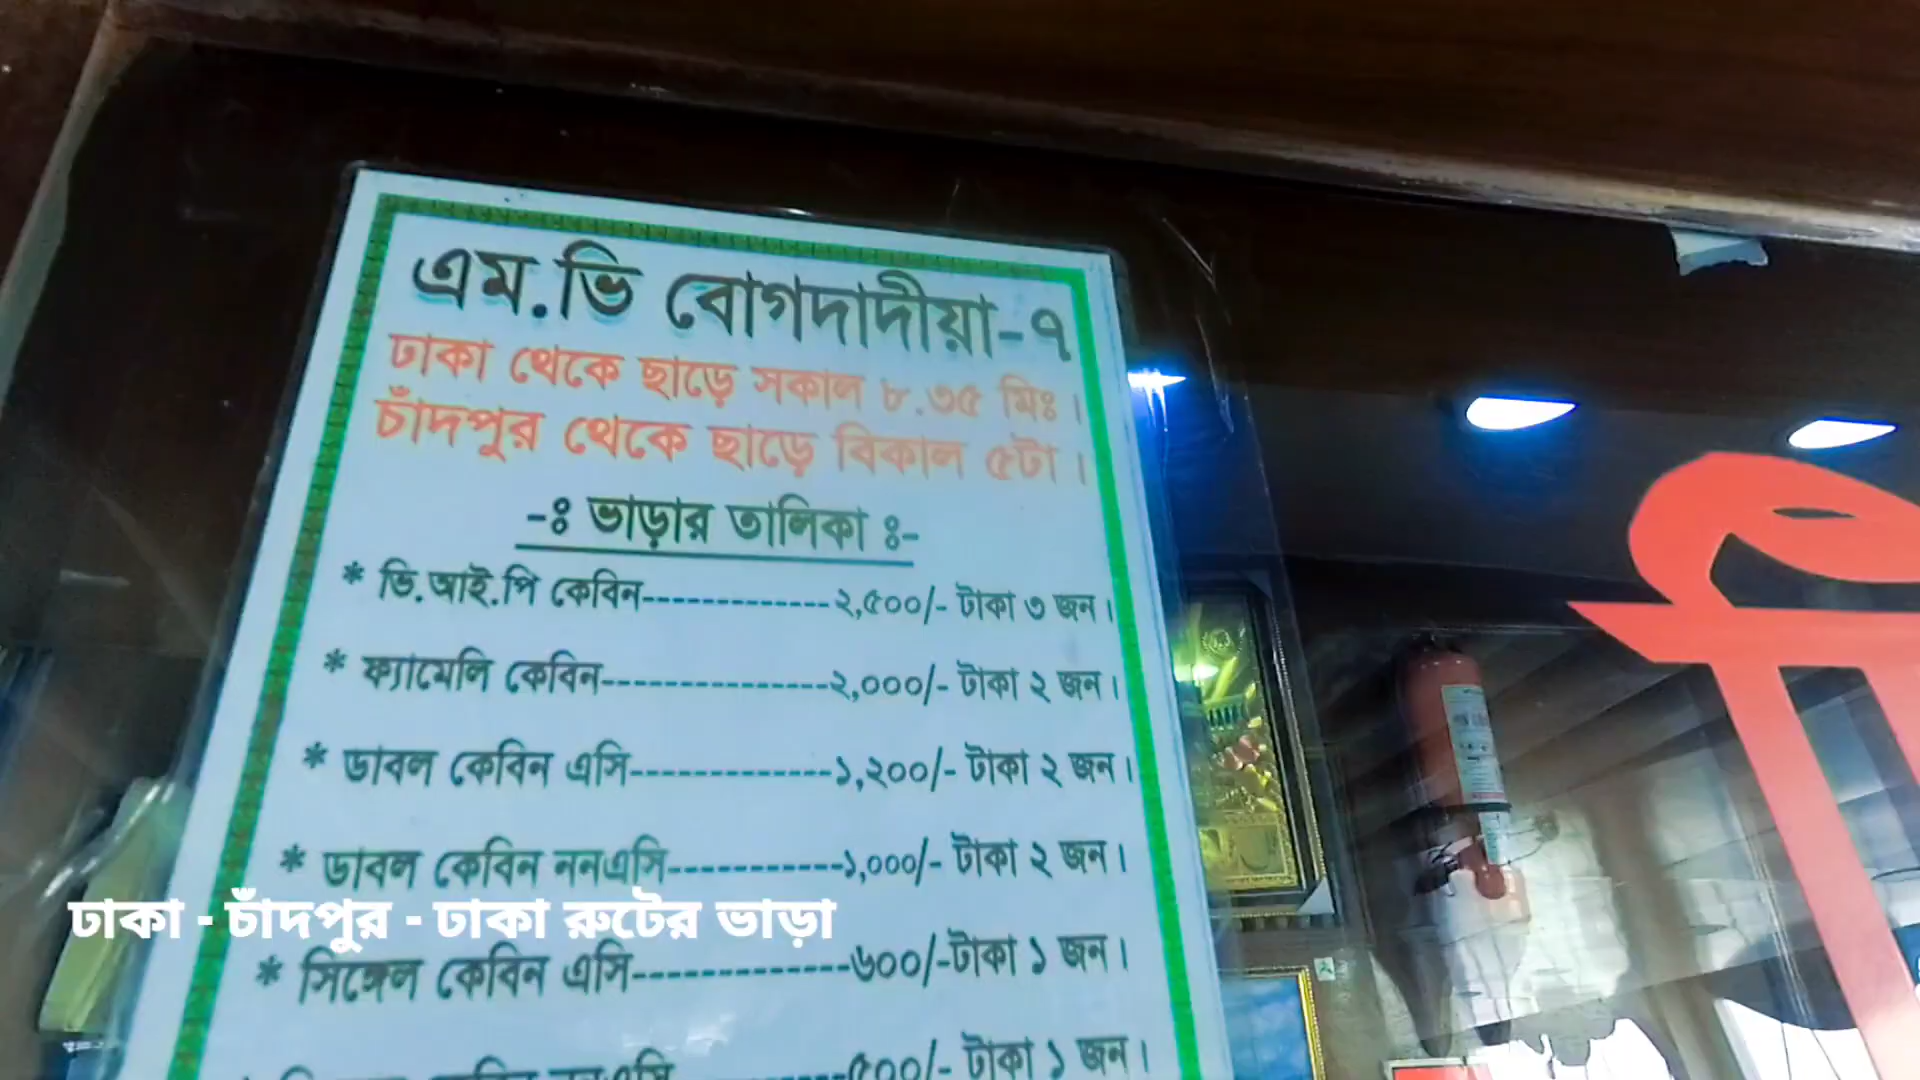 এম.ভি বোগদাদীয়া-৭
ঢাকা থেকে ছাড়ে সকাল ৮.৩৫ মিঃ।
চাঁদপুর থেকে ছাড়ে বিকাল ৫টা।
-ঃ ভাড়ার তালিকা ঃ-
* ভি.আই.পি কেবিন-------------২,৫০০/- টাকা ৩ জন।
* ফ্যামেলি কেবিন----------------২,০০০/- টাকা ২ জন।
* ডাবল কেবিন এসি--------------১,২০০/- টাকা ২ জন।
* ডাবল কেবিন ননএসি------------১,০০০/- টাকা ২ জন।
ঢাকা - চাঁদপুর - ঢাকা রুটের ভাড়া
* সিঙ্গেল কেবিন এসি---------------৬০০/-টাকা ১ জন।
কেবিন ননএসি------------৫০০/- টাকা ১ জন।